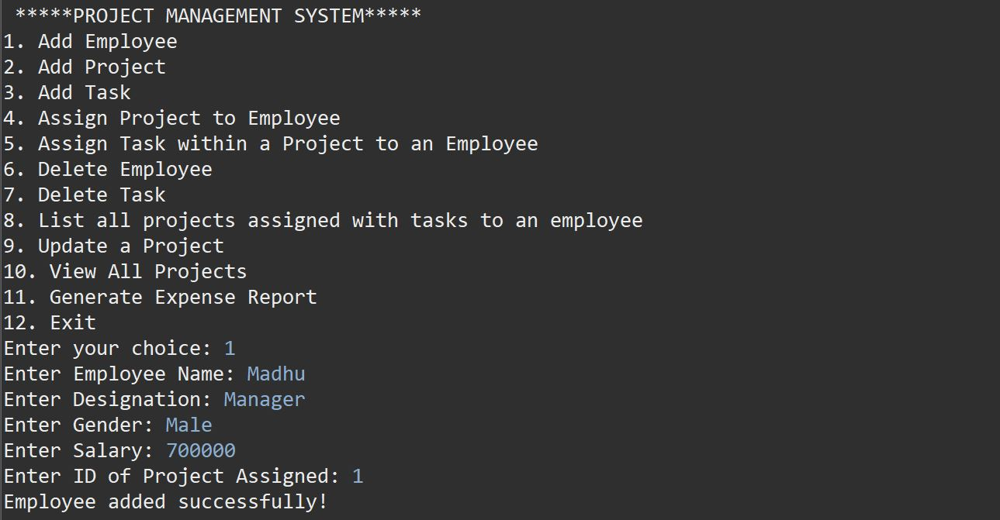 *****PROJECT MANAGEMENT SYSTEM*****
1. Add Employee
2. Add Project
3. Add Task
4. Assign Project to Employee
5. Assign Task within a Project to an Employee
6. Delete Employee
7. Delete Task
8. List all projects assigned with tasks to an employee
9. Update a Project
10. View All Projects
11. Generate Expense Report
12. Exit
Enter your choice: 1
Enter Employee Name: Madhu
Enter Designation: Manager
Enter Gender: Male
Enter Salary: 700000
Enter ID of Project Assigned: 1
Employee added successfully!